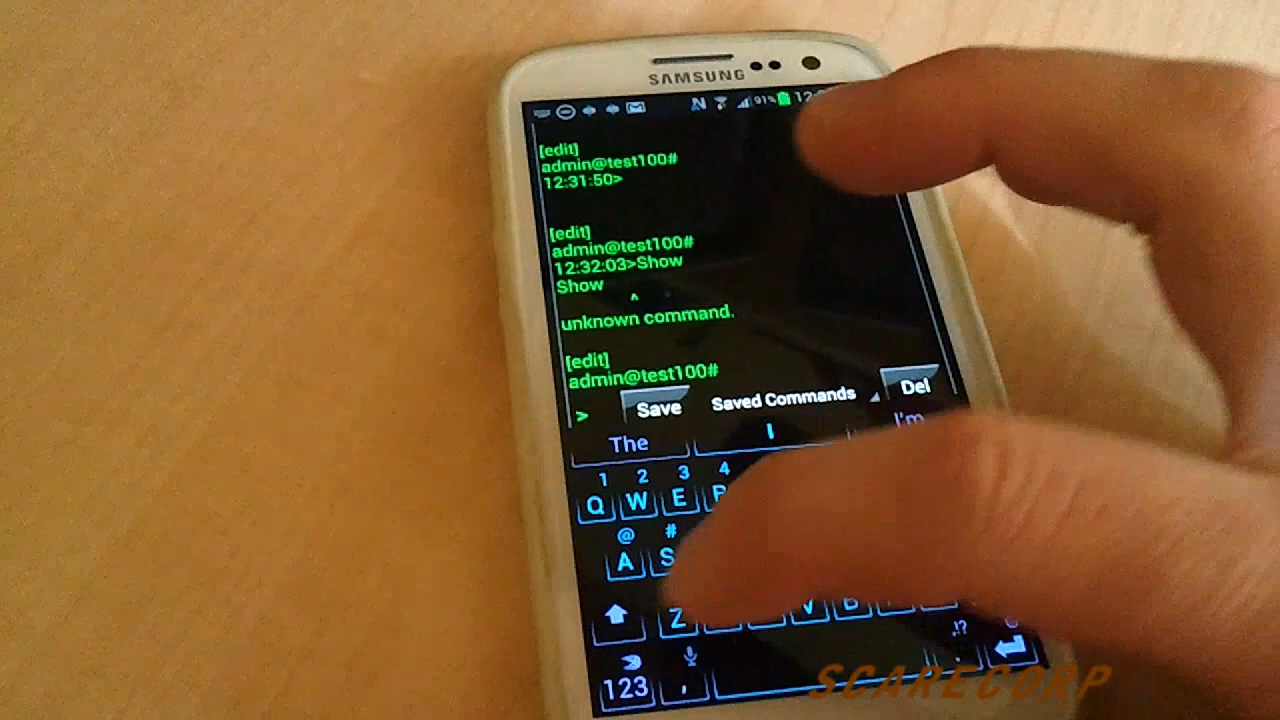 SAMSUNG
N 91%
[edit]
admin@test100#
12:31:50>
[edit]
admin@test100#
12:32:03>Show
Show
^
unknown command.
[edit]
admin@test100#
> Save Saved Commands Del
The I I'm
1 2 3 4
Q W E
@ #
A S
Z V B
!?
123 , .
SCARECORP